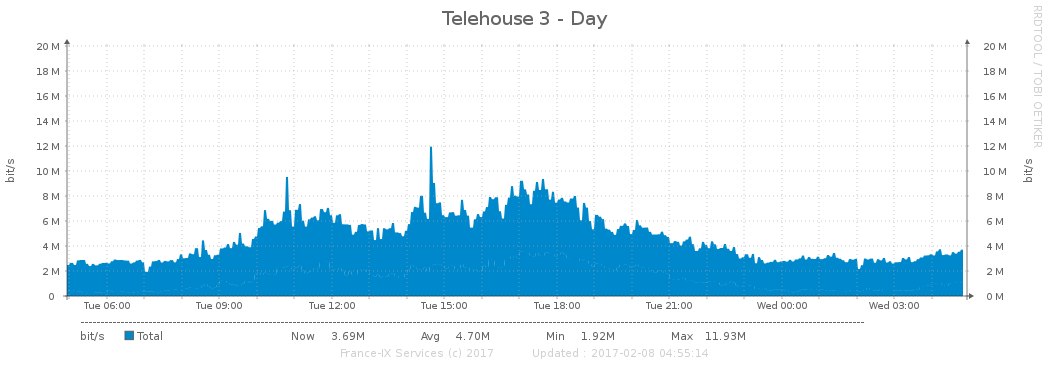 Telehouse 3 - Day
RRDTOOL / TOBI OETIKER
20 M 20 M
18 M 18 M
16 M 16 M
14 M 14 M
12 M 12 M
bit/s bit/s
10 M 10 M
8 M 8 M
6 M 6 M
4 M 4 M
2 M 2 M
0 0 M
Tue 06:00 Tue 09:00 Tue 12:00 Tue 15:00 Tue 18:00 Tue 21:00 Wed 00:00 Wed 03:00
bit/s Total Now 3.69M Avg 4.70M Min 1.92M Max 11.93M
France-IX Services (c) 2017 Updated : 2017-02-08 04:55:14